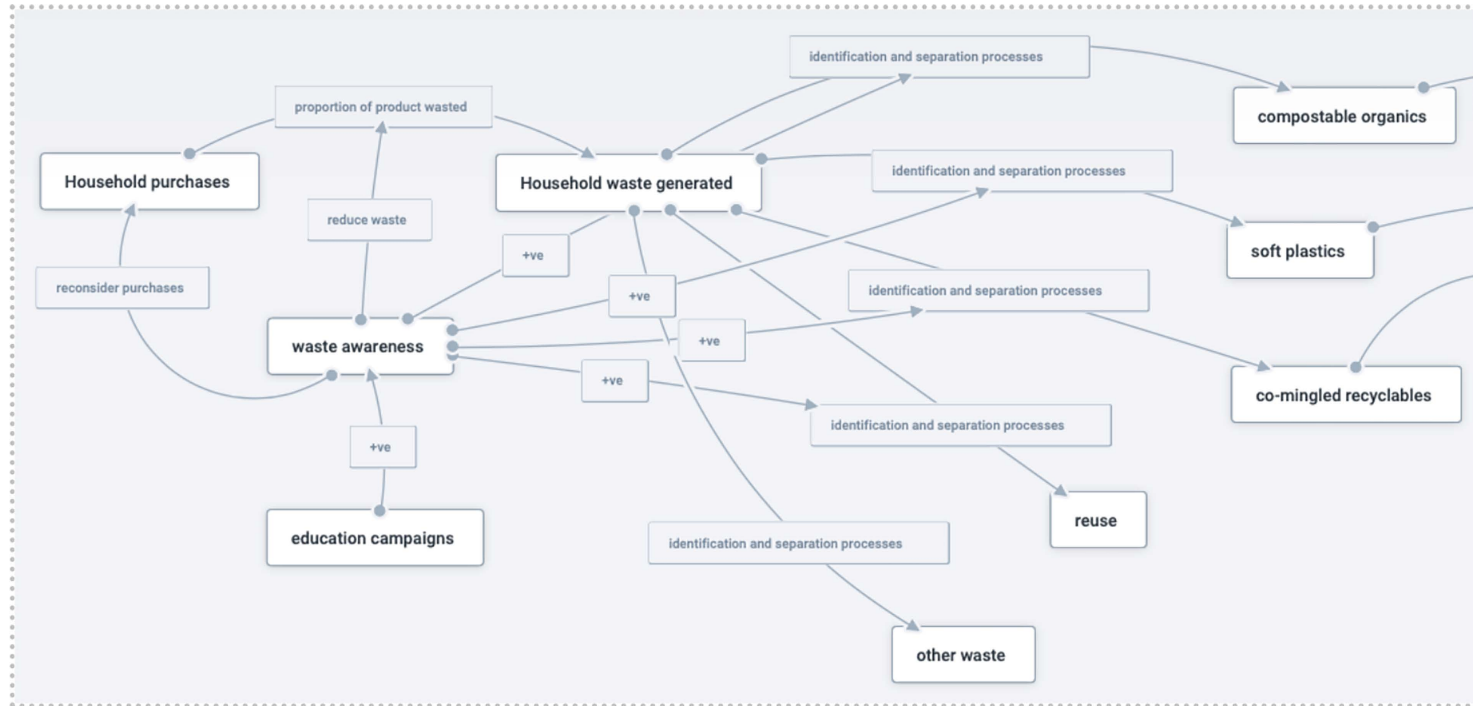 identification and separation processes
proportion of product wasted
compostable organics
Household purchases
Household waste generated
identification and separation processes
reduce waste
+ve
soft plastics
reconsider purchases
+ve
identification and separation processes
waste awareness
+ve
+ve
co-mingled recyclables
identification and separation processes
+ve
education campaigns
reuse
identification and separation processes
other waste